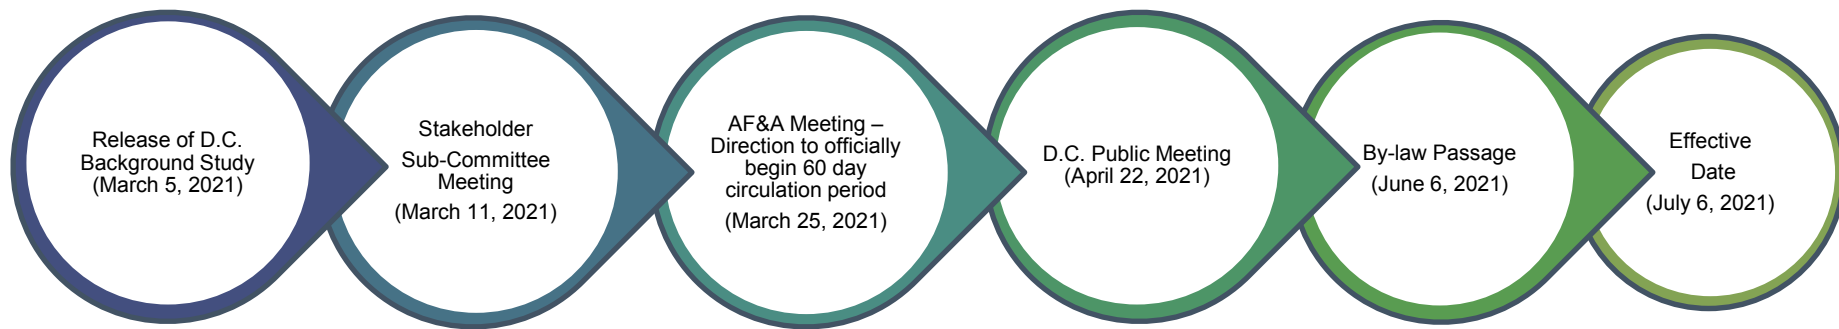 Release of D.C.
Background Study
(March 5, 2021)
Stakeholder
Sub-Committee
Meeting
(March 11, 2021)
AF&A Meeting –
Direction to officially
begin 60 day
circulation period
(March 25, 2021)
D.C. Public Meeting
(April 22, 2021)
By-law Passage
(June 6, 2021)
Effective
Date
(July 6, 2021)